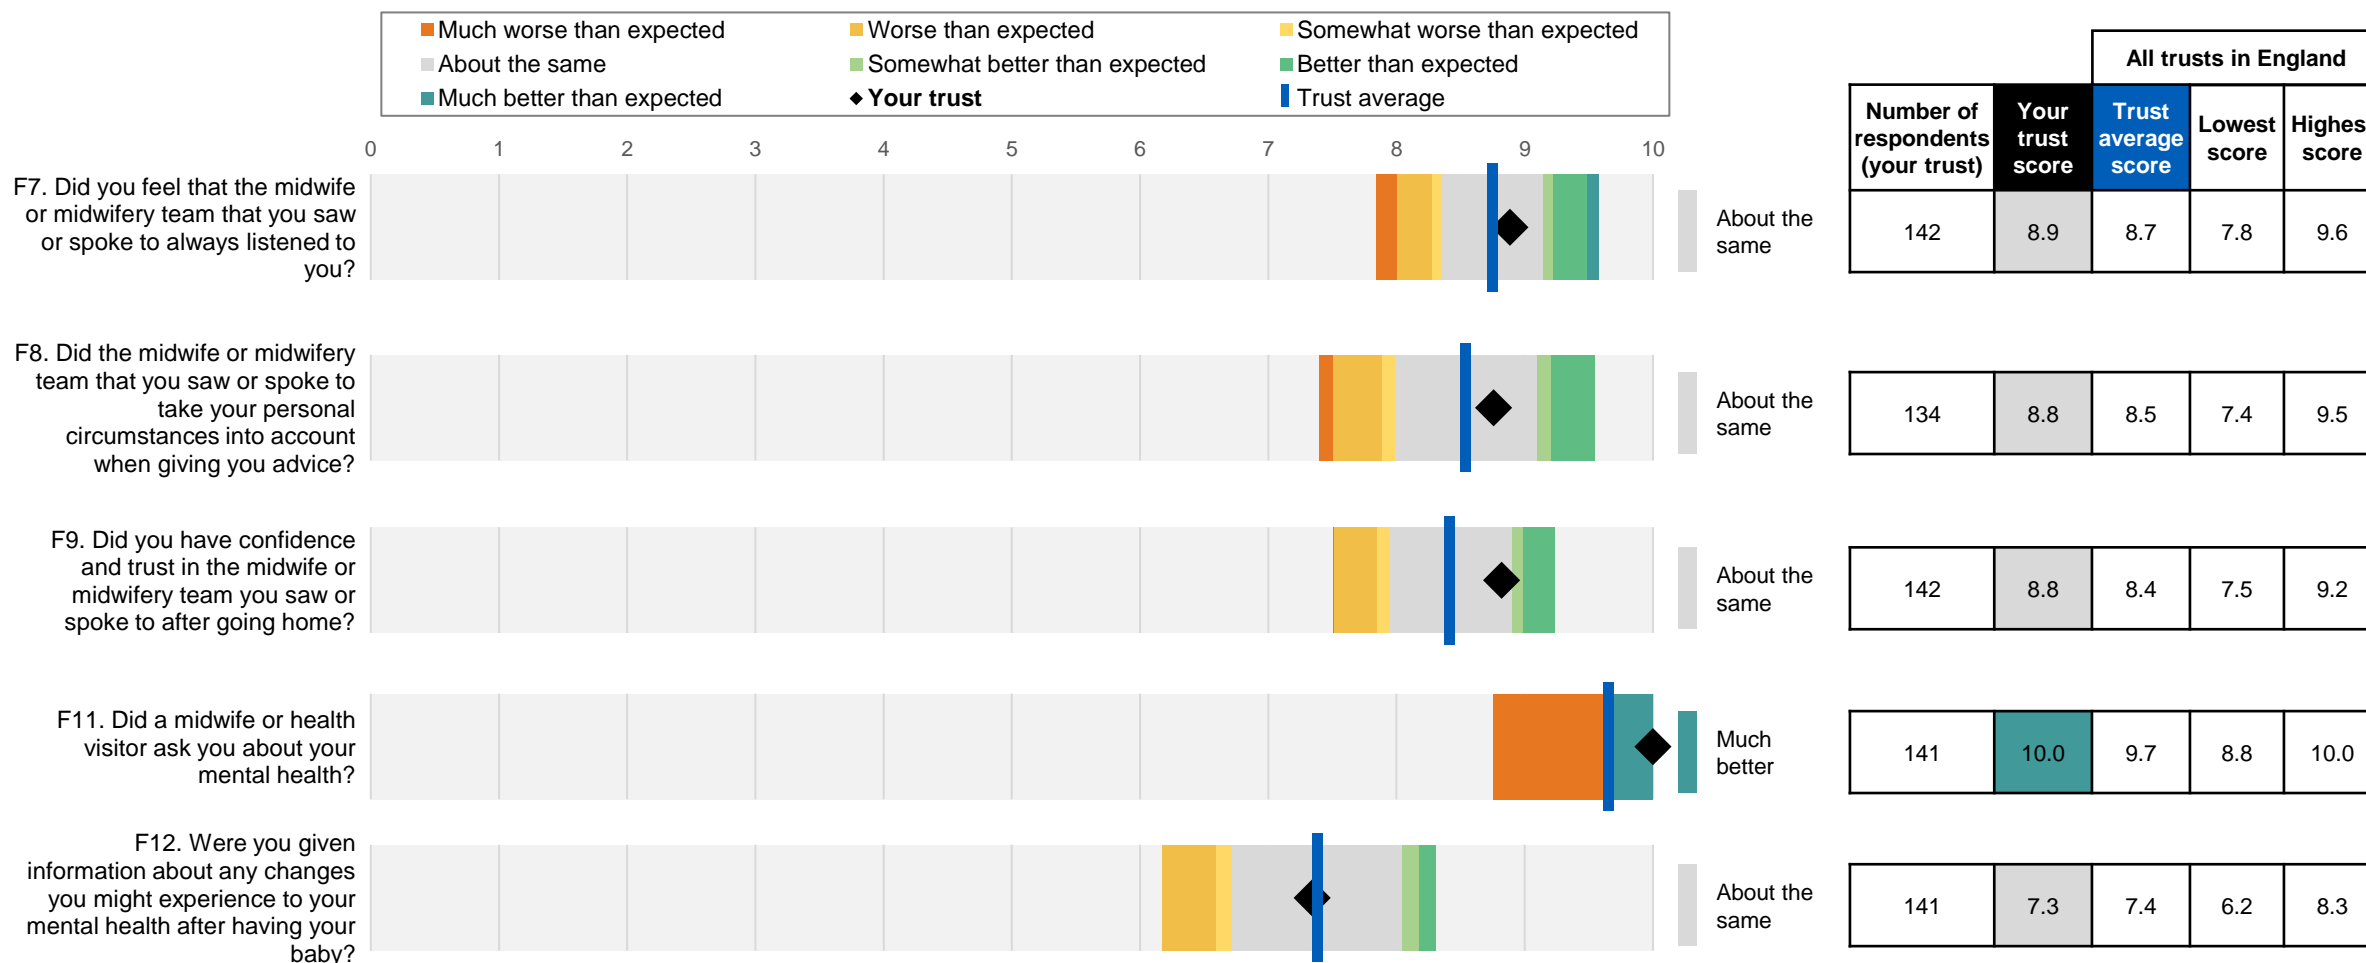 Much worse than expected
Worse than expected
Somewhat worse than expected
About the same
Somewhat better than expected
Better than expected
Much better than expected
Your trust
Trust average
All trusts in England
Number of
respondents
(your trust)
Your
trust
score
Trust
average
score
Lowest
score
Highes
score
0 1 2 3 4 5 6 7 8 9 10
F7. Did you feel that the midwife
or midwifery team that you saw
or spoke to always listened to
you?
About the
same
142 8.9 8.7 7.8 9.6
F8. Did the midwife or midwifery
team that you saw or spoke to
take your personal
circumstances into account
when giving you advice?
About the
same
134 8.8 8.5 7.4 9.5
F9. Did you have confidence
and trust in the midwife or
midwifery team you saw or
spoke to after going home?
About the
same
142 8.8 8.4 7.5 9.2
F11. Did a midwife or health
visitor ask you about your
mental health?
Much
better
141 10.0 9.7 8.8 10.0
F12. Were you given
information about any changes
you might experience to your
mental health after having your
baby?
About the
same
141 7.3 7.4 6.2 8.3